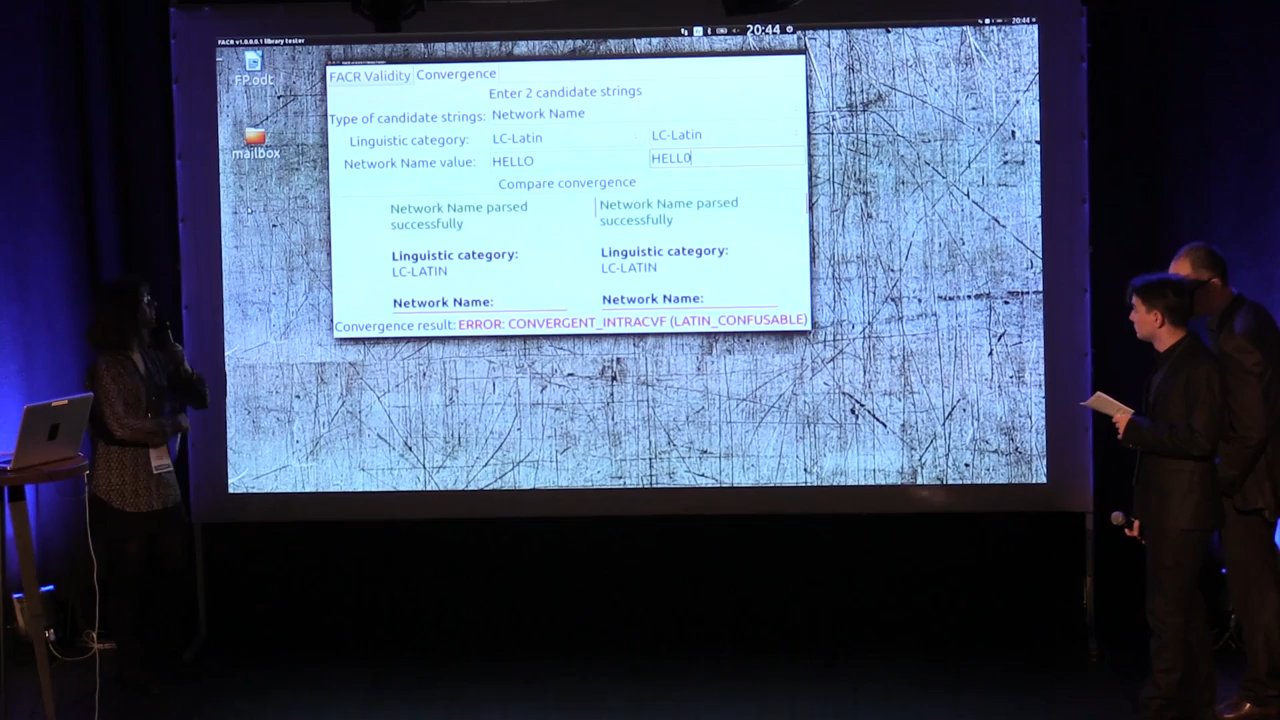 FACR v1.0.0.0.1 library tester
20:44
20:44
FP.odt
mailbox
FACR Validity Convergence
Enter 2 candidate strings
Type of candidate strings: Network Name
Linguistic category: LC-Latin LC-Latin
Network Name value: HELLO HELL0
Compare convergence
Network Name parsed successfully
Network Name parsed successfully
Linguistic category:
LC-LATIN
Linguistic category:
LC-LATIN
Network Name:
Network Name:
Convergence result: ERROR: CONVERGENT_INTRACVF (LATIN_CONFUSABLE)